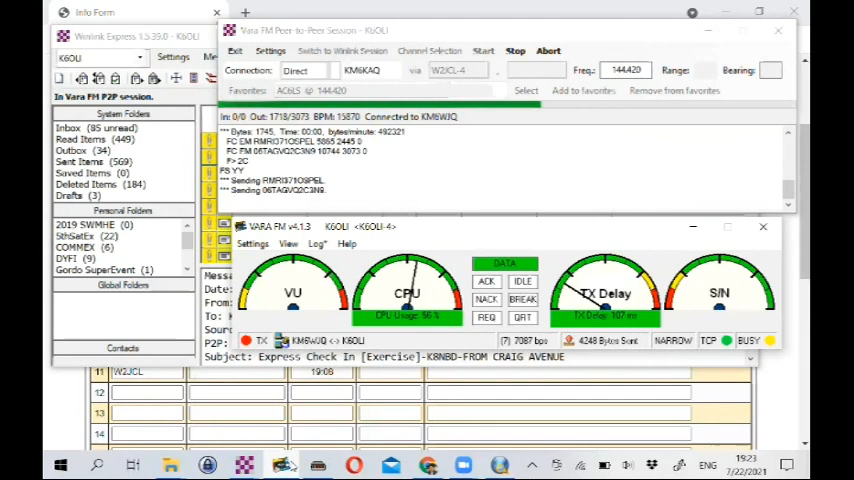 Info Form
Vara FM Peer-to-Peer Session - K6OLI
Exit Settings Switch to Winlink Session Channel Selection Start Stop Abort
Connection: Direct KM6KAQ via W2JCL-4 Freq.: 144.420 Range: Bearing:
Favorites: AC6LS @ 144.420 Select Add to favorites Remove from favorites
In: 0/0 Out: 1718/3073 BPM: 15870 Connected to KM6WJQ
*** Bytes: 1745, Time: 00:00, bytes/minute: 492321
FC EM RMRI371OSPEL 5865 2445 0
FC EM 06TAGVQ2C3N9 10744 3073 0
F> 2C
FS YY
*** Sending RMRI371OSPEL.
*** Sending 06TAGVQ2C3N9.
Winlink Express 1.5.39.0 - K6OLI
K6OLI Settings Me
In Vara FM P2P session.
System Folders
Inbox (85 unread)
Read Items (449)
Outbox (34)
Sent Items (569)
Saved Items (0)
Deleted Items (184)
Drafts (3)
Personal Folders
2019 SWMHE (0)
5thSatEx (22)
COMMEX (6)
DYFI (9)
Gordo SuperEvent (1)
Global Folders
Contacts
VARA FM v4.1.3 K6OLI <K6OLI-4>
Settings View Log* Help
VU
CPU
CPU Usage: 56 %
DATA
ACK IDLE
NACK BREAK
REQ QRT
TX Delay
TX Delay: 107 ms
S/N
TX KM6WJQ <-> K6OLI (7) 7087 bps 4248 Bytes Sent NARROW TCP BUSY
Messa
Date:
From:
To: K
Sourc
P2P:
Subject: Express Check In [Exercise]-K8NBD-FROM CRAIG AVENUE
11 W2JCL 19:08
12
13
14
ENG
19:23
7/22/2021